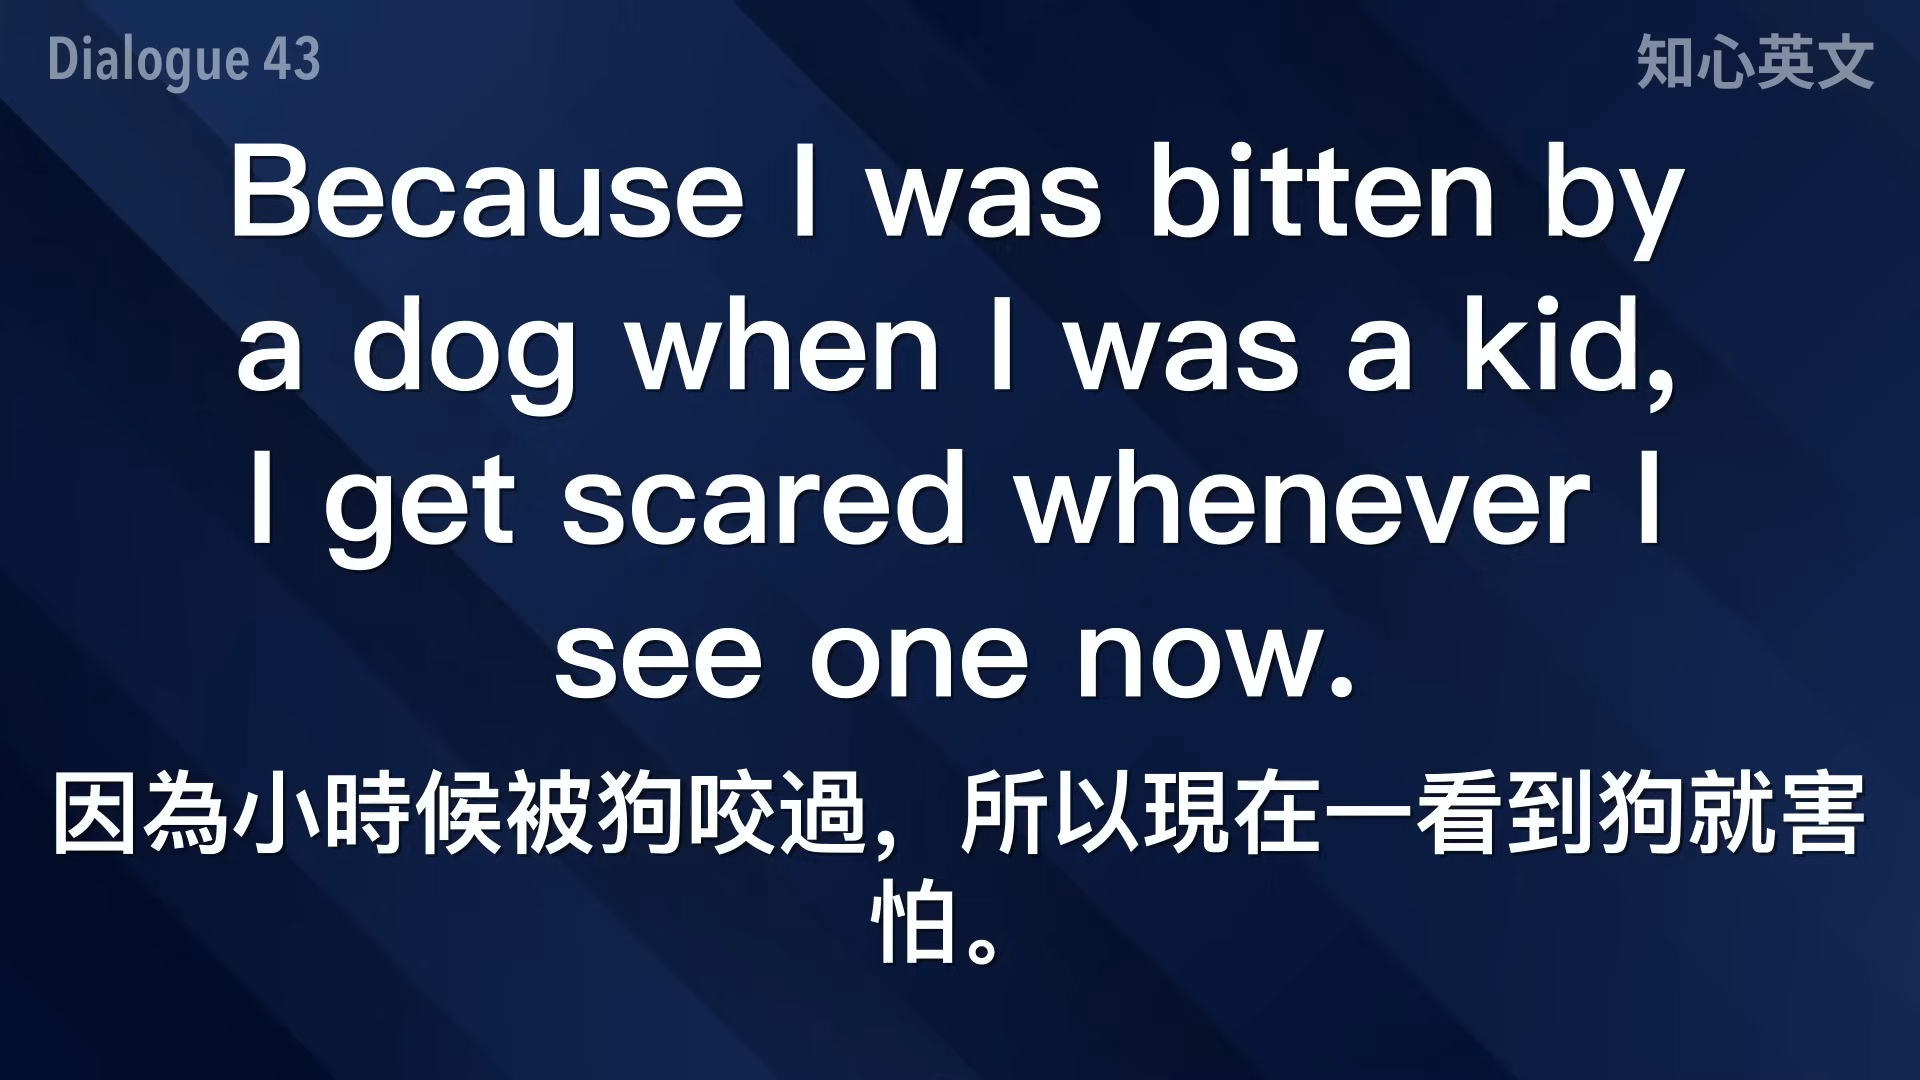 Dialogue 43
知心英文
Because I was bitten by
a dog when I was a kid,
I get scared whenever I
see one now.
因為小時候被狗咬過，所以現在一看到狗就害
怕。